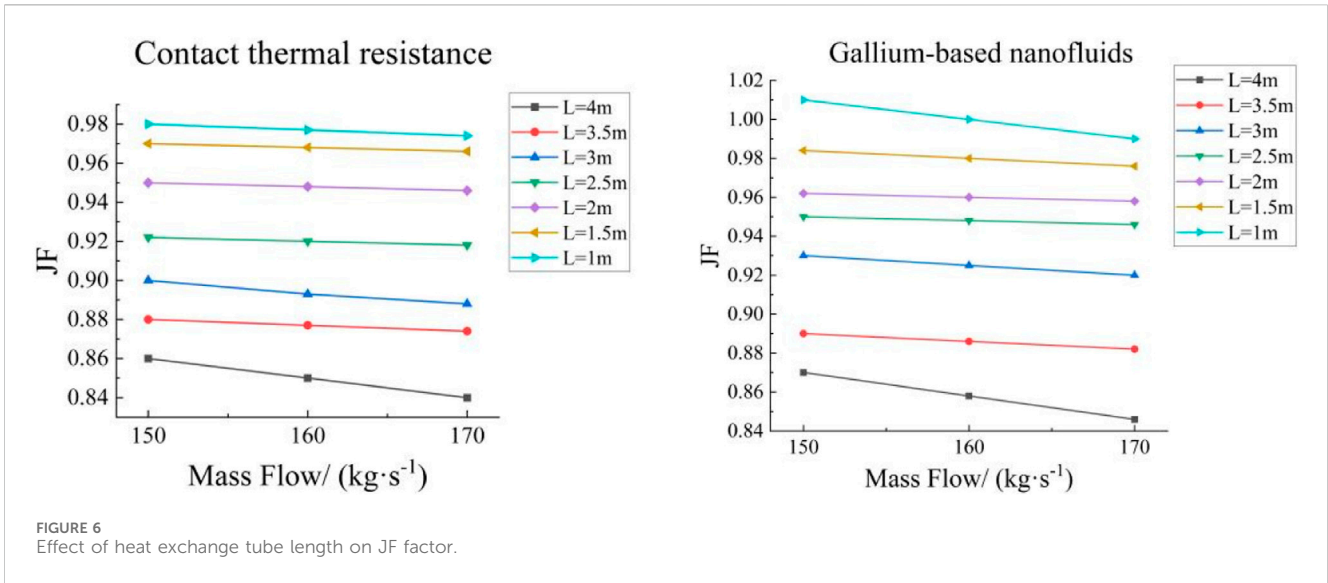 Contact thermal resistance
0.98
0.96
0.94
0.92
0.90
0.88
0.86
0.84
JF
150
160
170
Mass Flow/ (kg·s⁻¹)
L=4m
L=3.5m
L=3m
L=2.5m
L=2m
L=1.5m
L=1m
Gallium-based nanofluids
1.02
1.00
0.98
0.96
0.94
0.92
0.90
0.88
0.86
0.84
JF
150
160
170
Mass Flow/ (kg·s⁻¹)
L=4m
L=3.5m
L=3m
L=2.5m
L=2m
L=1.5m
L=1m
FIGURE 6
Effect of heat exchange tube length on JF factor.